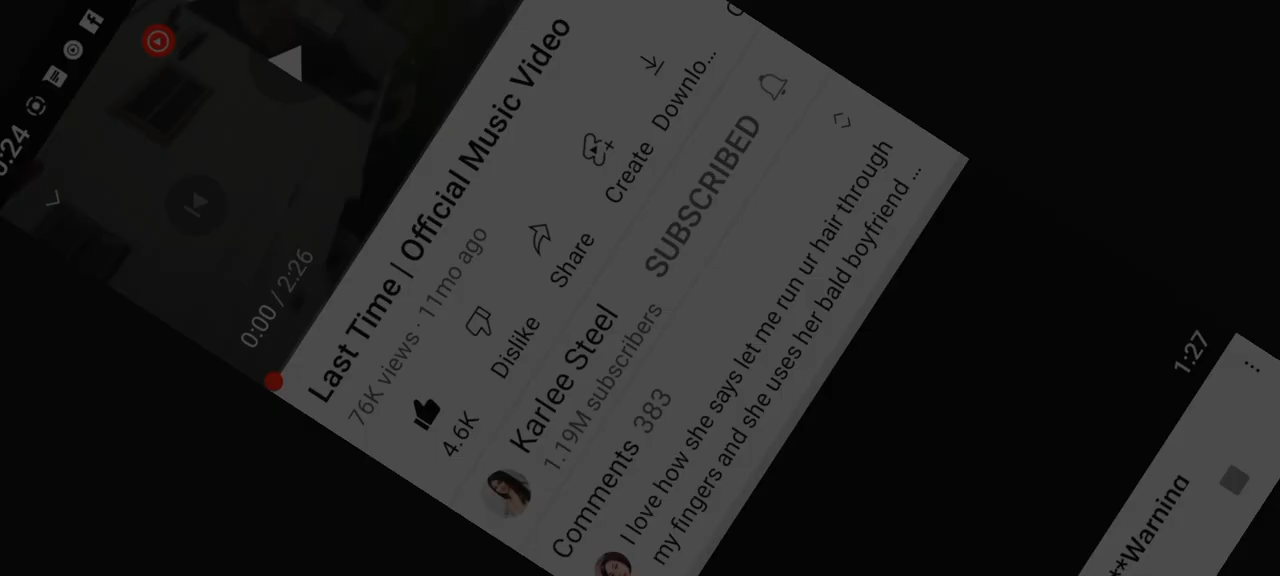 :24
0:00 / 2:26
Last Time | Official Music Video
76K views · 11mo ago
4.6K
Dislike
Share
Create
Downlo...
Karlee Steel
1.19M subscribers
SUBSCRIBED
Comments 383
I love how she says let me run ur hair through
my fingers and she uses her bald boyfriend ...
1:27
**Warning